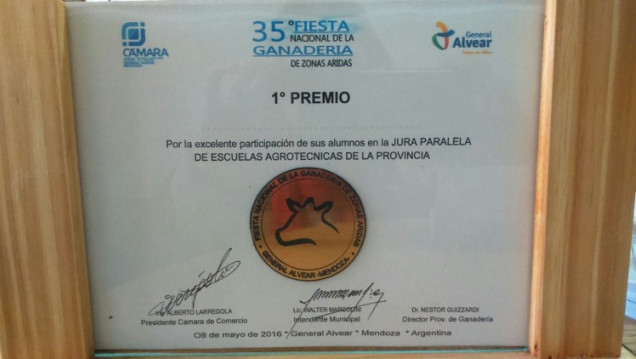 CAMARA
35°FIESTA
NACIONAL DE LA
GANADERIA
DE ZONAS ARIDAS
General
Alvear
1° PREMIO
Por la excelente participación de sus alumnos en la JURA PARALELA
DE ESCUELAS AGROTECNICAS DE LA PROVINCIA
FIESTA NACIONAL DE LA GANADERIA DE ZONAS ARIDAS
GENERAL ALVEAR -MENDOZA-
ALBERTO LARREGOLA
Presidente Camara de Comercio
Lic. WALTER
Intendente Municipal
Dr. NESTOR GUIZZARDI
Director Prov. de Ganadería
08 de mayo de 2016 * General Alvear * Mendoza * Argentina